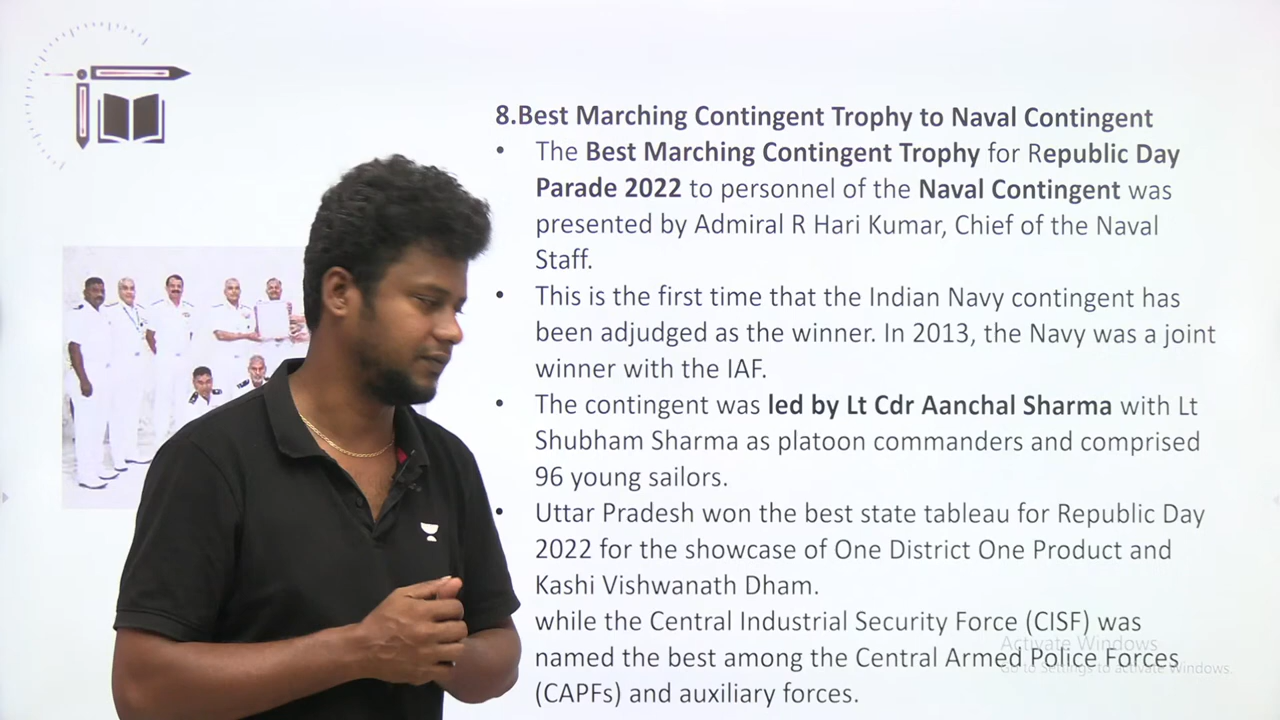 8.Best Marching Contingent Trophy to Naval Contingent
• The Best Marching Contingent Trophy for Republic Day
Parade 2022 to personnel of the Naval Contingent was
presented by Admiral R Hari Kumar, Chief of the Naval
Staff.
• This is the first time that the Indian Navy contingent has
been adjudged as the winner. In 2013, the Navy was a joint
winner with the IAF.
• The contingent was led by Lt Cdr Aanchal Sharma with Lt
Shubham Sharma as platoon commanders and comprised
96 young sailors.
• Uttar Pradesh won the best state tableau for Republic Day
2022 for the showcase of One District One Product and
Kashi Vishwanath Dham.
while the Central Industrial Security Force (CISF) was
named the best among the Central Armed Police Forces
(CAPFs) and auxiliary forces.
Activate Windows
Go to Settings to activate Windows.